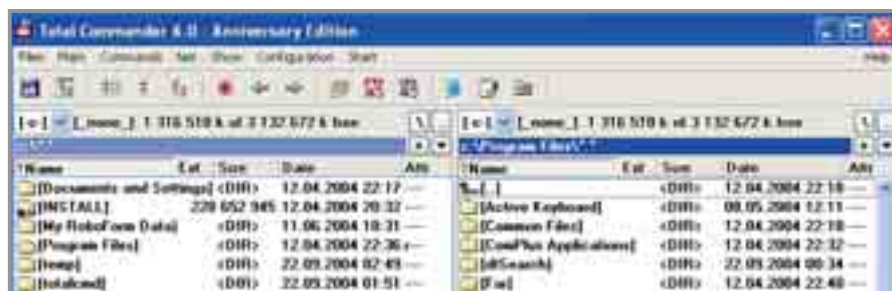 Total Commander 6.0 - Anniversary Edition
Files Mark Commands Net Show Configuration Start Help
[-c-] [_none_] 1 316 510 k of 3 132 672 k free \ ..
[-c-] [_none_] 1 316 510 k of 3 132 672 k free \ ..
c:\Program Files\*.*
Name Ext Size Date Attr
[Documents and Settings] <DIR> 12.04.2004 22:17 ----
[INSTALL] 220 652 945 12.04.2004 20:32 ----
[My RoboForm Data] <DIR> 11.06.2004 10:31 ----
[Program Files] <DIR> 12.04.2004 22:36 r---
[temp] <DIR> 22.09.2004 02:49 ----
[totalcmd] <DIR> 22.09.2004 01:51 ----
Name Ext Size Date Attr
[..] <DIR> 12.04.2004 22:10 ----
[Active Keyboard] <DIR> 08.05.2004 12:11 ----
[Common Files] <DIR> 12.04.2004 22:10 ----
[ComPlus Applications] <DIR> 12.04.2004 22:32 ----
[dtSearch] <DIR> 22.09.2004 00:34 ----
[Far] <DIR> 12.04.2004 22:40 ----